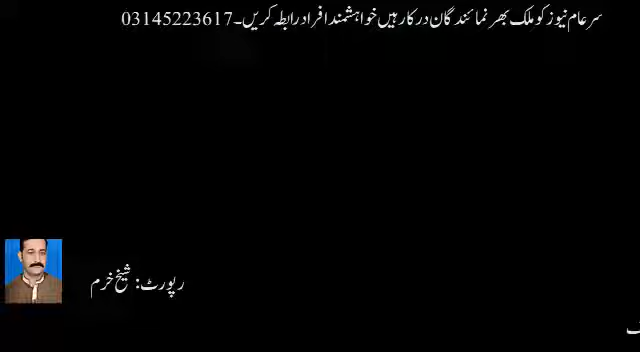 سرعام نیوز کو ملک بھر نمائندگان درکار ہیں خواہشمند افراد رابطہ کریں۔03145223617
رپورٹ: شیخ خرم